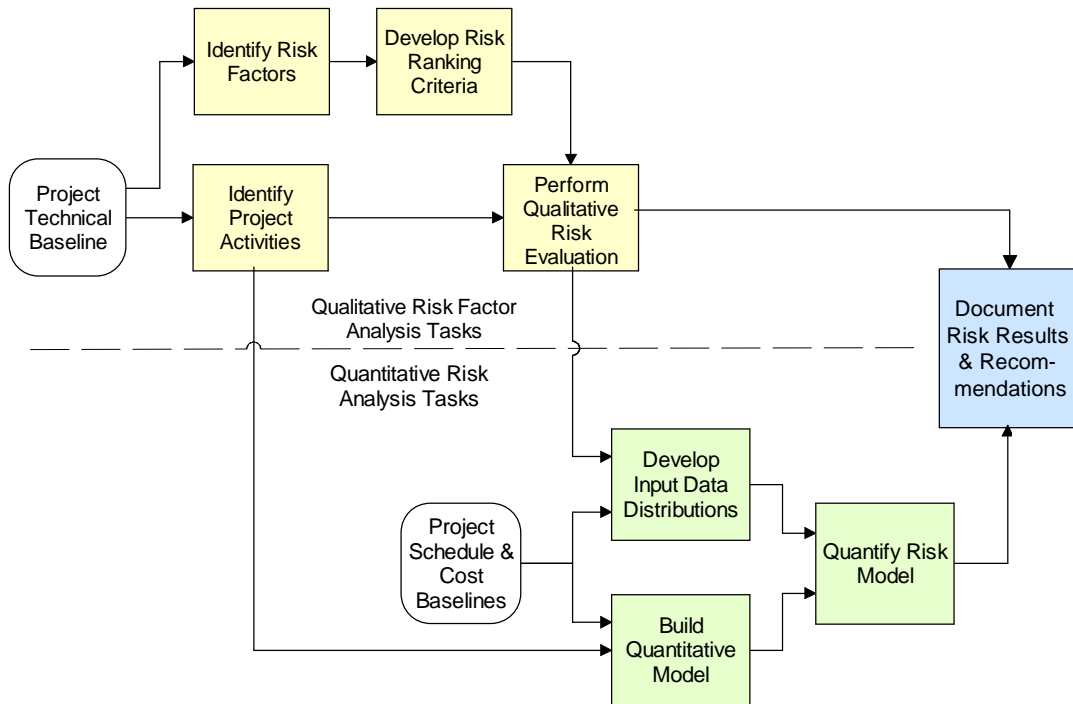 Identify Risk
Factors
Develop Risk
Ranking
Criteria
Project
Technical
Baseline
Identify
Project
Activities
Perform
Qualitative
Risk
Evaluation
Document
Risk Results
& Recom-
mendations
Qualitative Risk Factor
Analysis Tasks
Quantitative Risk
Analysis Tasks
Develop
Input Data
Distributions
Project
Schedule &
Cost
Baselines
Quantify Risk
Model
Build
Quantitative
Model